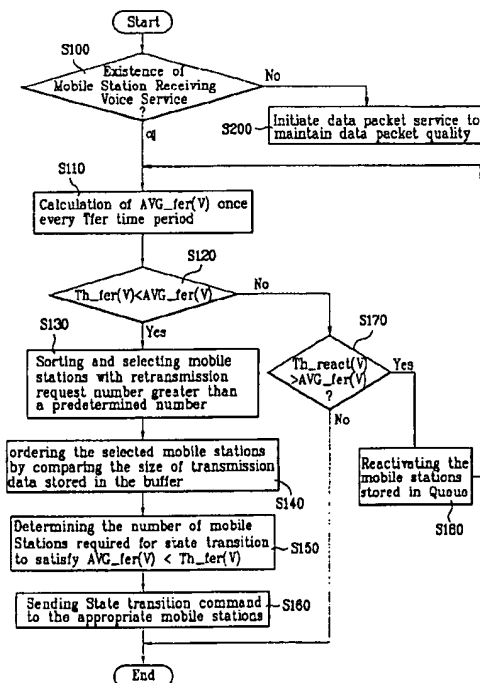 Start
S100
Existence of
Mobile Station Receiving
Voice Service
?
No
S200
Initiate data packet service to
maintain data packet quality
S110
Calculation of AVG_fer(V) once
every Tfer time period
S120
Th_fer(V)<AVG_fer(V)
No
Yes
S130
Sorting and selecting mobile
stations with retransmission
request number greater than
a predetermined number
S170
Th_react(V)
>AVG_fer(V)
?
Yes
No
ordering the selected mobile stations
by comparing the size of transmission
data stored in the buffer
S140
Reactivating the
mobile stations
stored in Queue
S180
Determining the number of mobile
Stations required for state transition
to satisfy AVG_fer(V) < Th_fer(V)
S150
Sending State transition command
to the appropriate mobile stations
S160
End